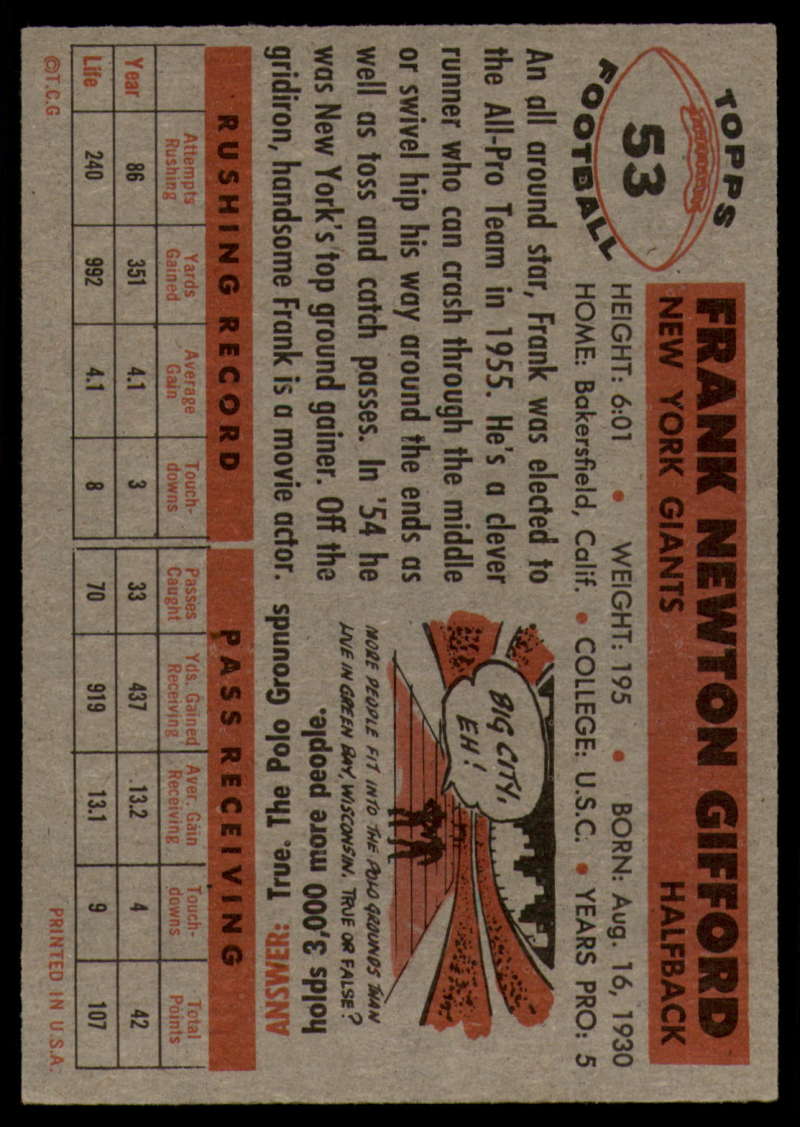 TOPPS
53
FOOTBALL
FRANK NEWTON GIFFORD
NEW YORK GIANTS HALFBACK
HEIGHT: 6:01 • WEIGHT: 195 • BORN: Aug. 16, 1930
HOME: Bakersfield, Calif. • COLLEGE: U.S.C. • YEARS PRO: 5
An all around star, Frank was elected to
the All-Pro Team in 1955. He's a clever
runner who can crash through the middle
or swivel hip his way around the ends as
well as toss and catch passes. In '54 he
was New York's top ground gainer. Off the
gridiron, handsome Frank is a movie actor.
BIG CITY,
EH!
MORE PEOPLE FIT INTO THE POLO GROUNDS THAN
LIVE IN GREEN BAY, WISCONSIN. TRUE OR FALSE?
ANSWER: True. The Polo Grounds
holds 3,000 more people.
RUSHING RECORD PASS RECEIVING
Attempts Rushing Yards Gained Average Gain Touch-downs Passes Caught Yds. Gained Receiving Aver. Gain Receiving Touch-downs Total Points
Year 86 351 4.1 3 33 437 13.2 4 42
Life 240 992 4.1 8 70 919 13.1 9 107
©T.C.G PRINTED IN U.S.A.